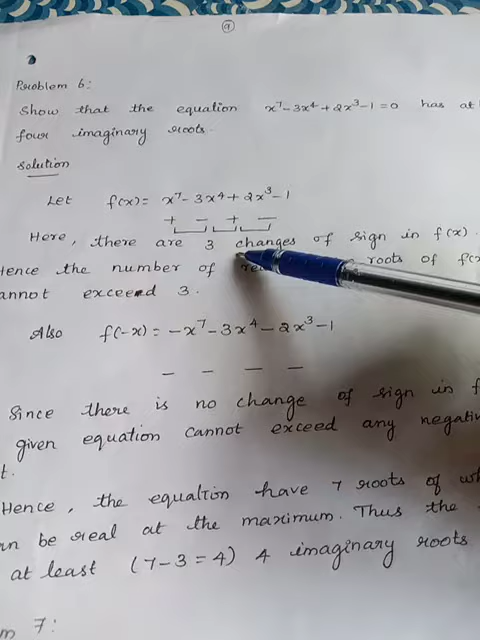 9
Problem 6:
Show that the equation x⁷-3x⁴+2x³-1=0 has at
four imaginary roots.
Solution
Let f(x)= x⁷-3x⁴+2x³-1
+ - + -
Here, there are 3 changes of sign in f(x).
Hence the number of roots of f(x
cannot exceed 3.
Also f(-x) = -x⁷-3x⁴-2x³-1
- - - -
Since there is no change of sign in f
given equation cannot exceed any negativ
t.
Hence, the equation have 7 roots of wh
n be real at the maximum. Thus the
at least (7-3=4) 4 imaginary roots
m 7: